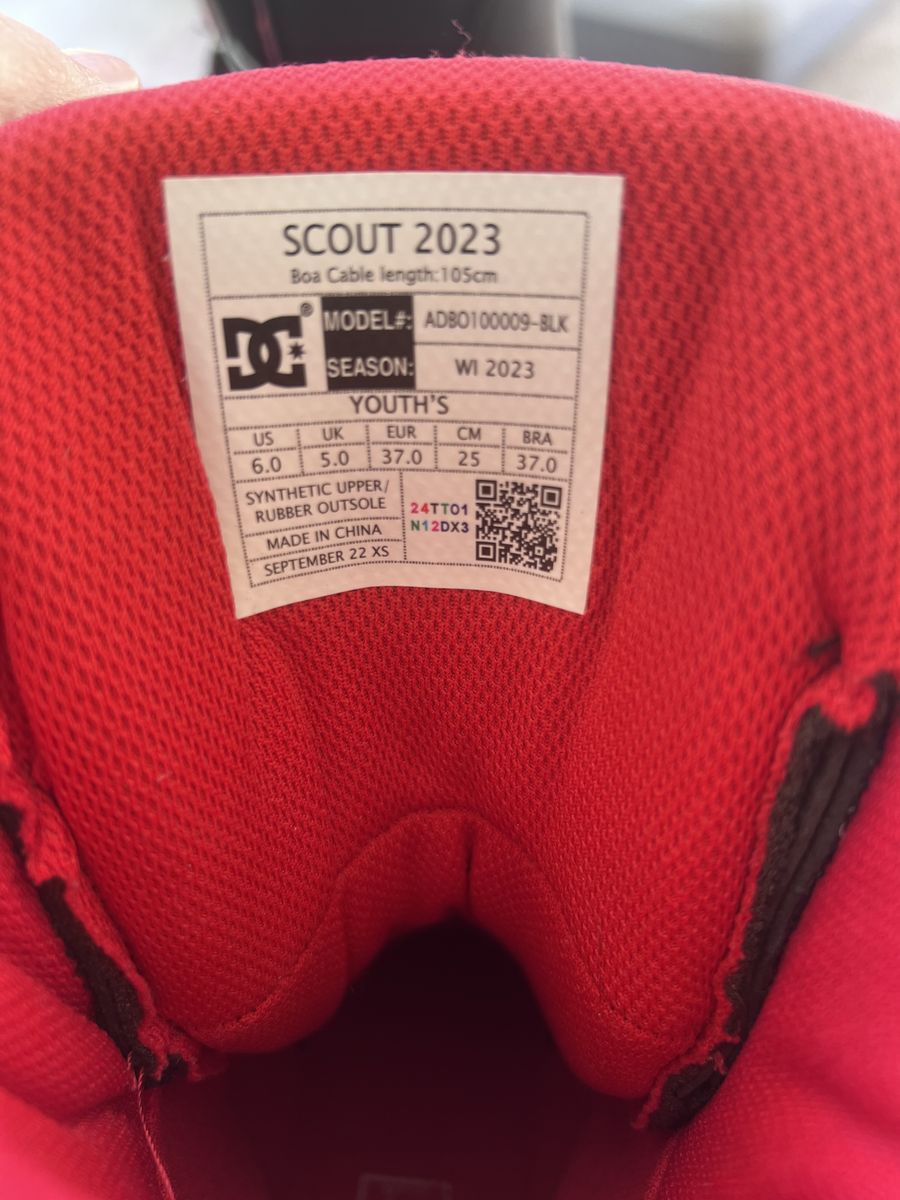 SCOUT 2023
Boa Cable length:105cm
DC®
MODEL#: ADBO100009-BLK
SEASON: WI 2023
YOUTH'S
US UK EUR CM BRA
6.0 5.0 37.0 25 37.0
SYNTHETIC UPPER/
RUBBER OUTSOLE
MADE IN CHINA
SEPTEMBER 22 XS
24TTO1
N12DX3